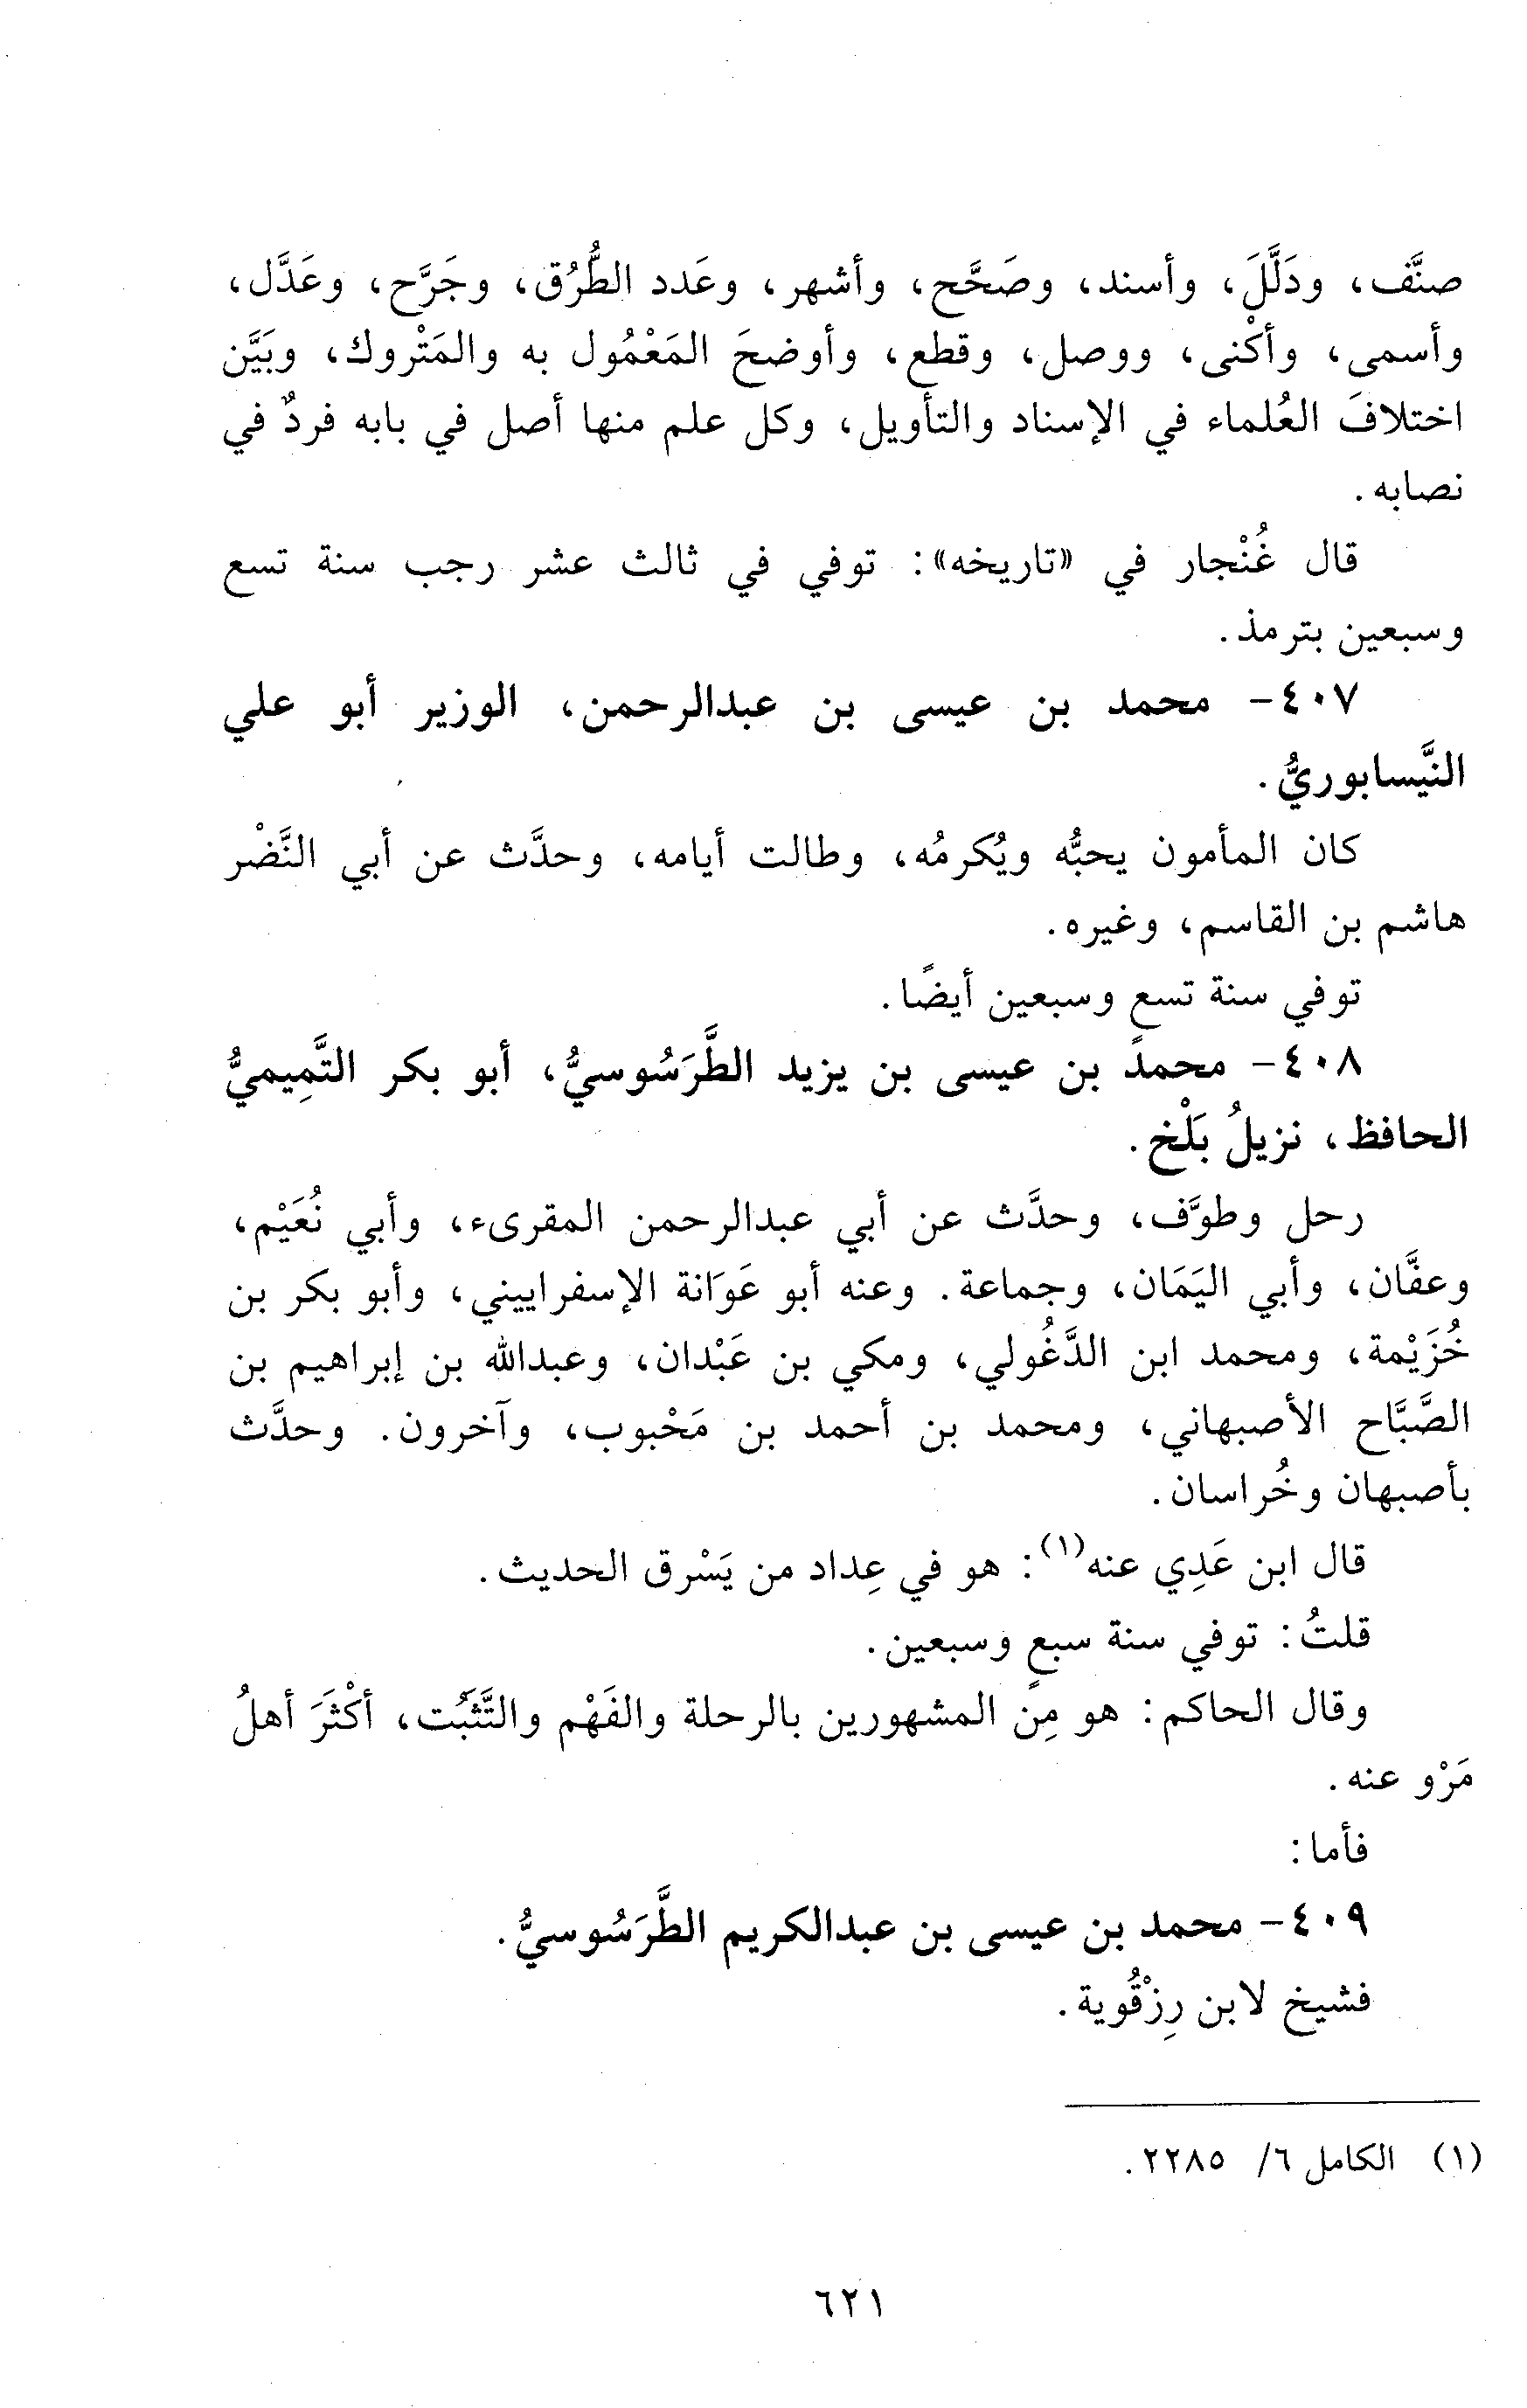 صنَّف، ودَلَّلَ، وأسند، وصَحَّح، وأشهر، وعَدد الطُّرُق، وجَرَّح، وعَدَّل،
وأسمى، وأكْنى، ووصل، وقطع، وأوضحَ المَعْمُول به والمَتْروك، وبَيَّن
اختلافَ العُلماء في الإسناد والتأويل، وكل علم منها أصل في بابه فردٌ في
نصابه.
قال غُنْجار في «تاريخه»: توفي في ثالث عشر رجب سنة تسع
وسبعين بترمذ.
٤٠٧- محمد بن عيسى بن عبدالرحمن، الوزير أبو علي
النَّيسابوريُّ.
كان المأمون يحبُّه ويُكرمُه، وطالت أيامه، وحدَّث عن أبي النَّضْر
هاشم بن القاسم، وغيره.
توفي سنة تسعٍ وسبعين أيضًا.
٤٠٨- محمد بن عيسى بن يزيد الطَّرَسُوسيُّ، أبو بكر التَّمِيميُّ
الحافظ، نزيلُ بَلْخ.
رحل وطوَّف، وحدَّث عن أبي عبدالرحمن المقرىء، وأبي نُعَيْم،
وعفَّان، وأبي اليَمَان، وجماعة. وعنه أبو عَوَانة الإسفراييني، وأبو بكر بن
خُزَيْمة، ومحمد ابن الدَّغُولي، ومكي بن عَبْدان، وعبدالله بن إبراهيم بن
الصَّبَّاح الأصبهاني، ومحمد بن أحمد بن مَحْبوب، وآخرون. وحدَّث
بأصبهان وخُراسان.
قال ابن عَدِي عنه(١): هو في عِداد من يَسْرق الحديث.
قلتُ: توفي سنة سبعٍ وسبعين.
وقال الحاكم: هو مِن المشهورين بالرحلة والفَهْم والتَّثبُّت، أكْثَرَ أهلُ
مَرْو عنه.
فأما:
٤٠٩- محمد بن عيسى بن عبدالكريم الطَّرَسُوسيُّ.
فشيخ لابن رِزْقُوية.
(١) الكامل ٦/ ٢٢٨٥.
٦٢١